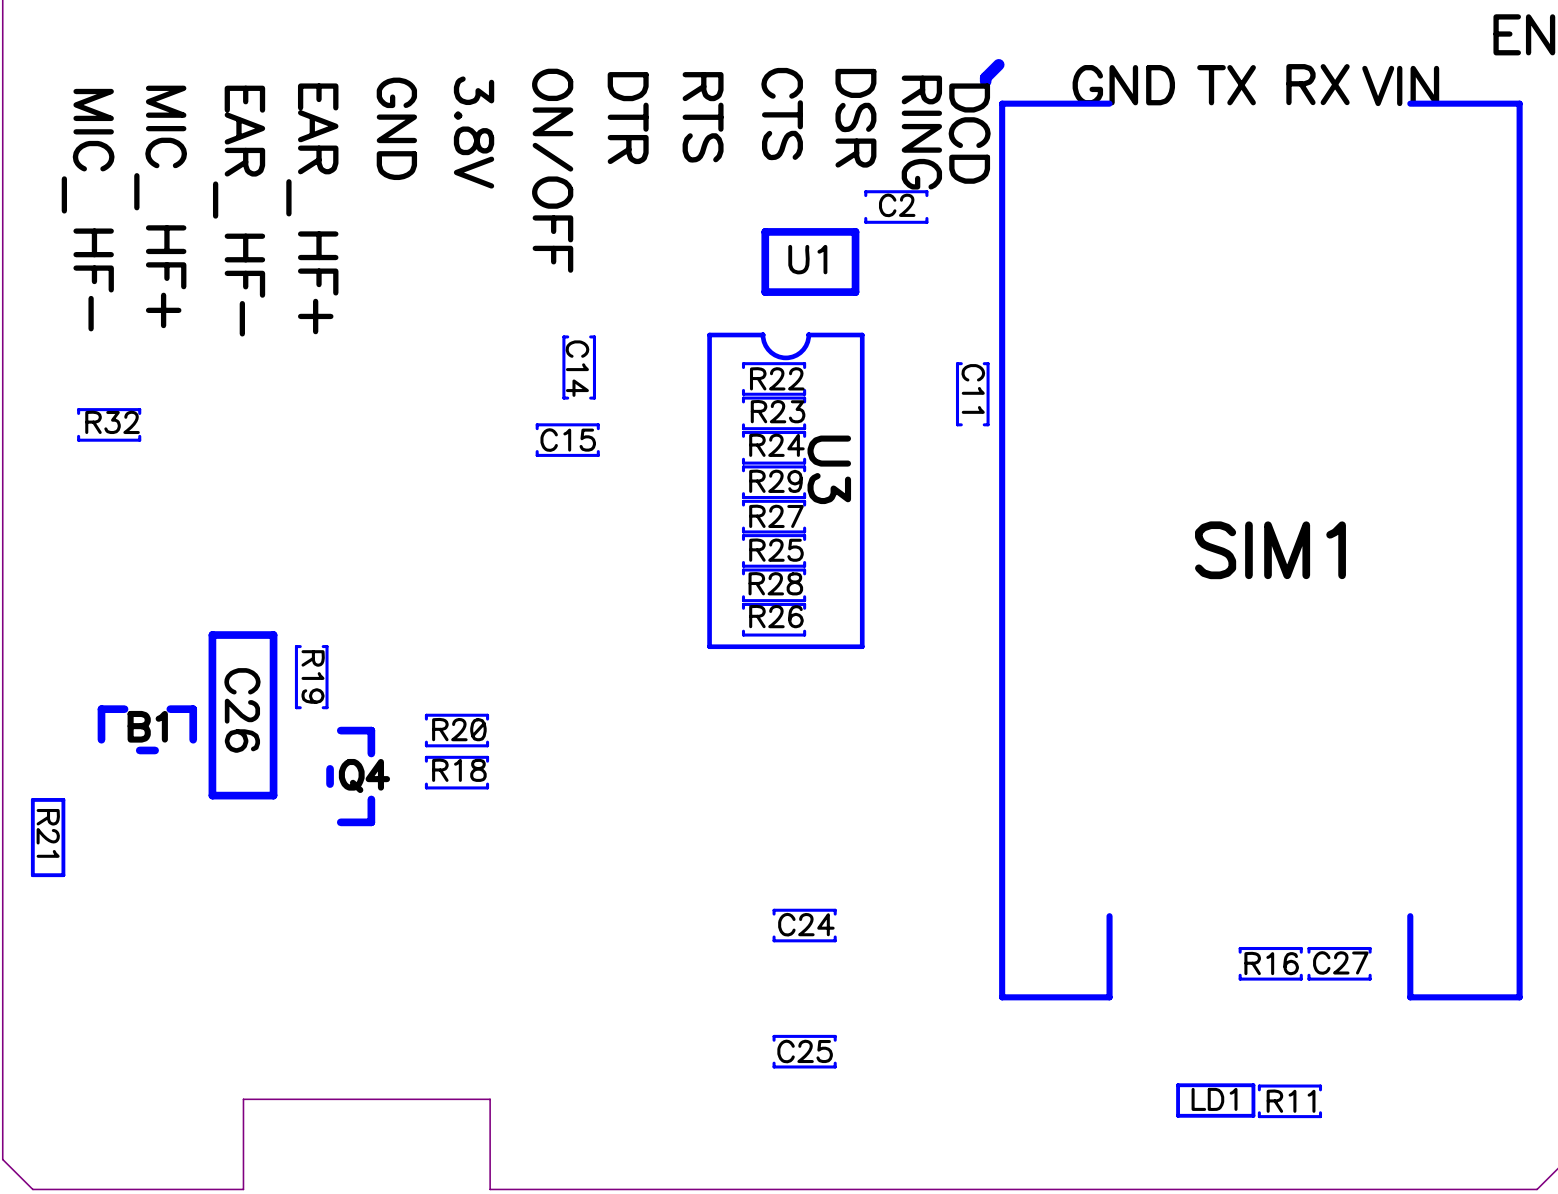 EN
MIC_HF-
MIC_HF+
EAR_HF-
EAR_HF+
GND
3.8V
ON/OFF
DTR
RTS
CTS
DSR
RING
DCD
GND TX RX VIN
C2
U1
C14
C11
R22
R32
R23
C15
R24
U3
R29
R27
SIM1
R25
R28
R26
R19
C26
B1
R20
Q4
R18
R21
C24
R16 C27
C25
LD1 R11